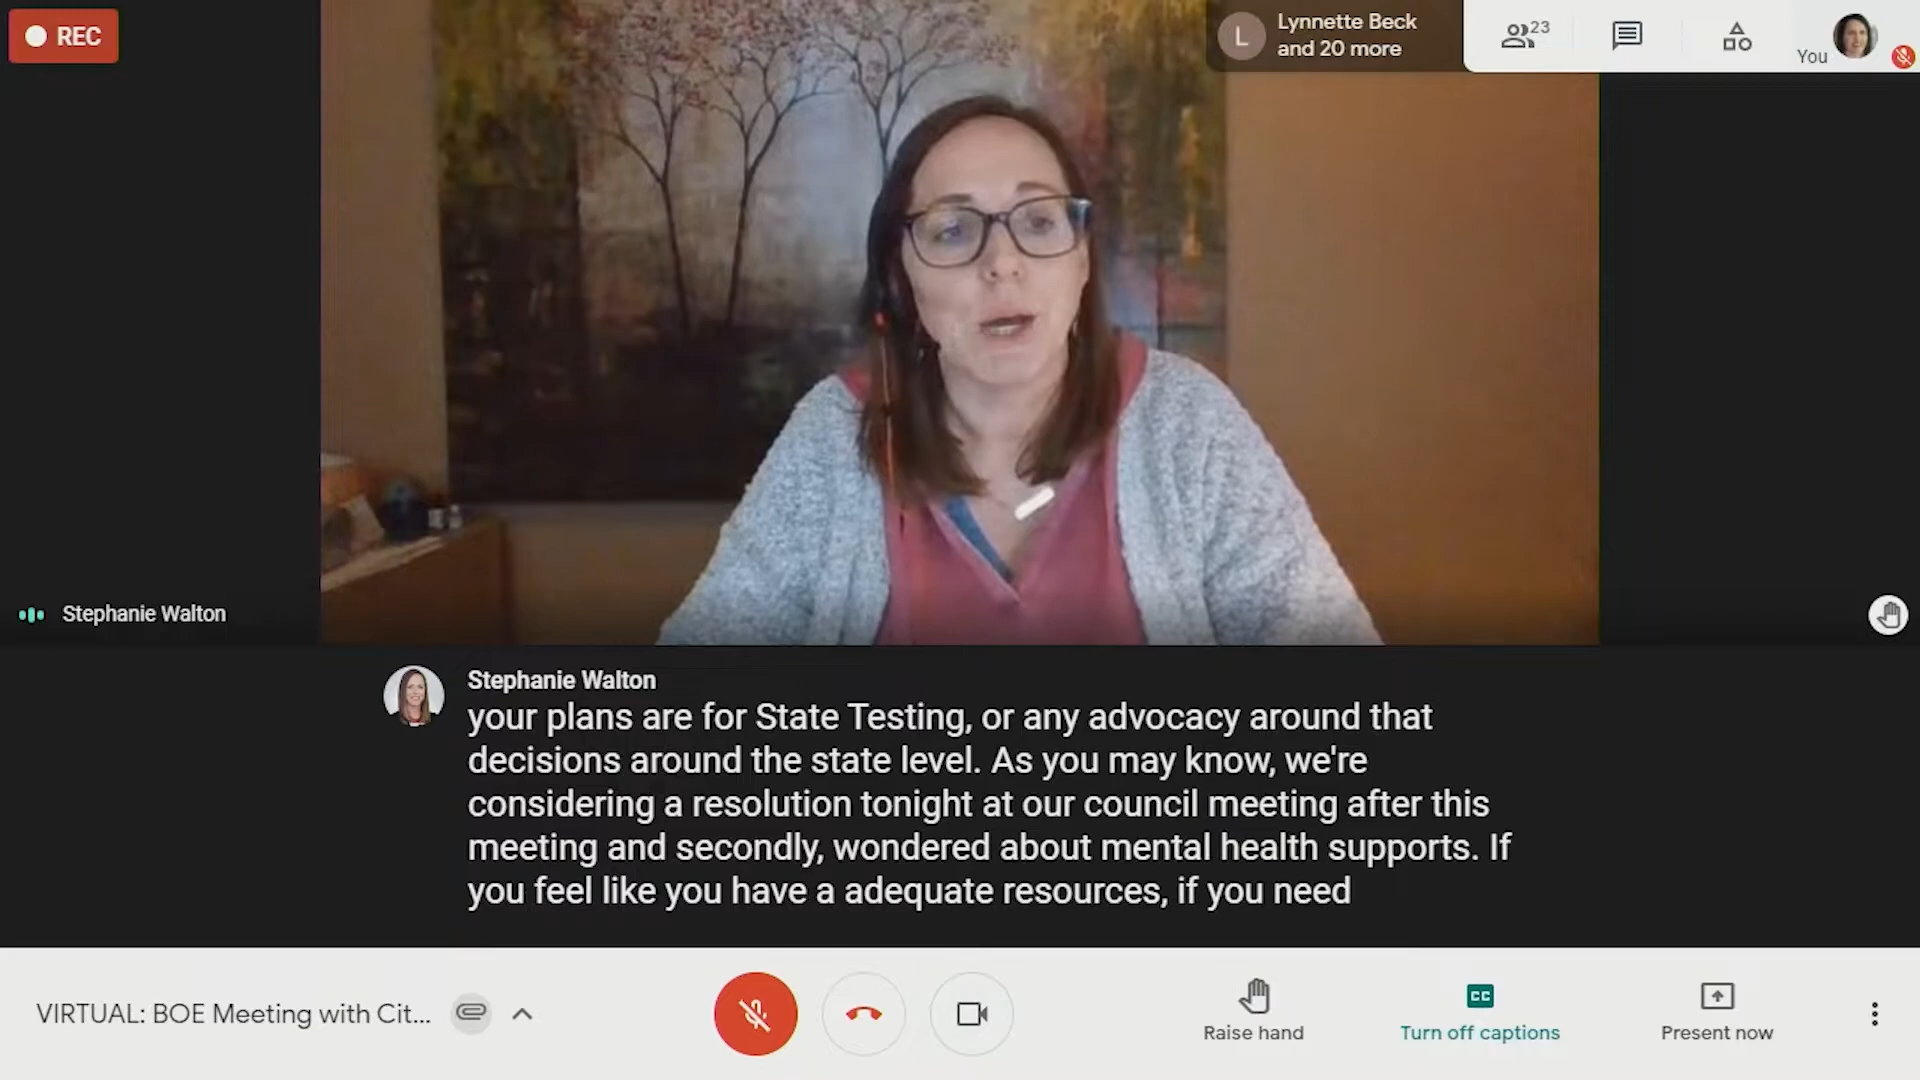 REC
Lynnette Beck
and 20 more
L
23
You
Stephanie Walton
Stephanie Walton
your plans are for State Testing, or any advocacy around that
decisions around the state level. As you may know, we're
considering a resolution tonight at our council meeting after this
meeting and secondly, wondered about mental health supports. If
you feel like you have a adequate resources, if you need
VIRTUAL: BOE Meeting with Cit...
Raise hand
CC
Turn off captions
Present now